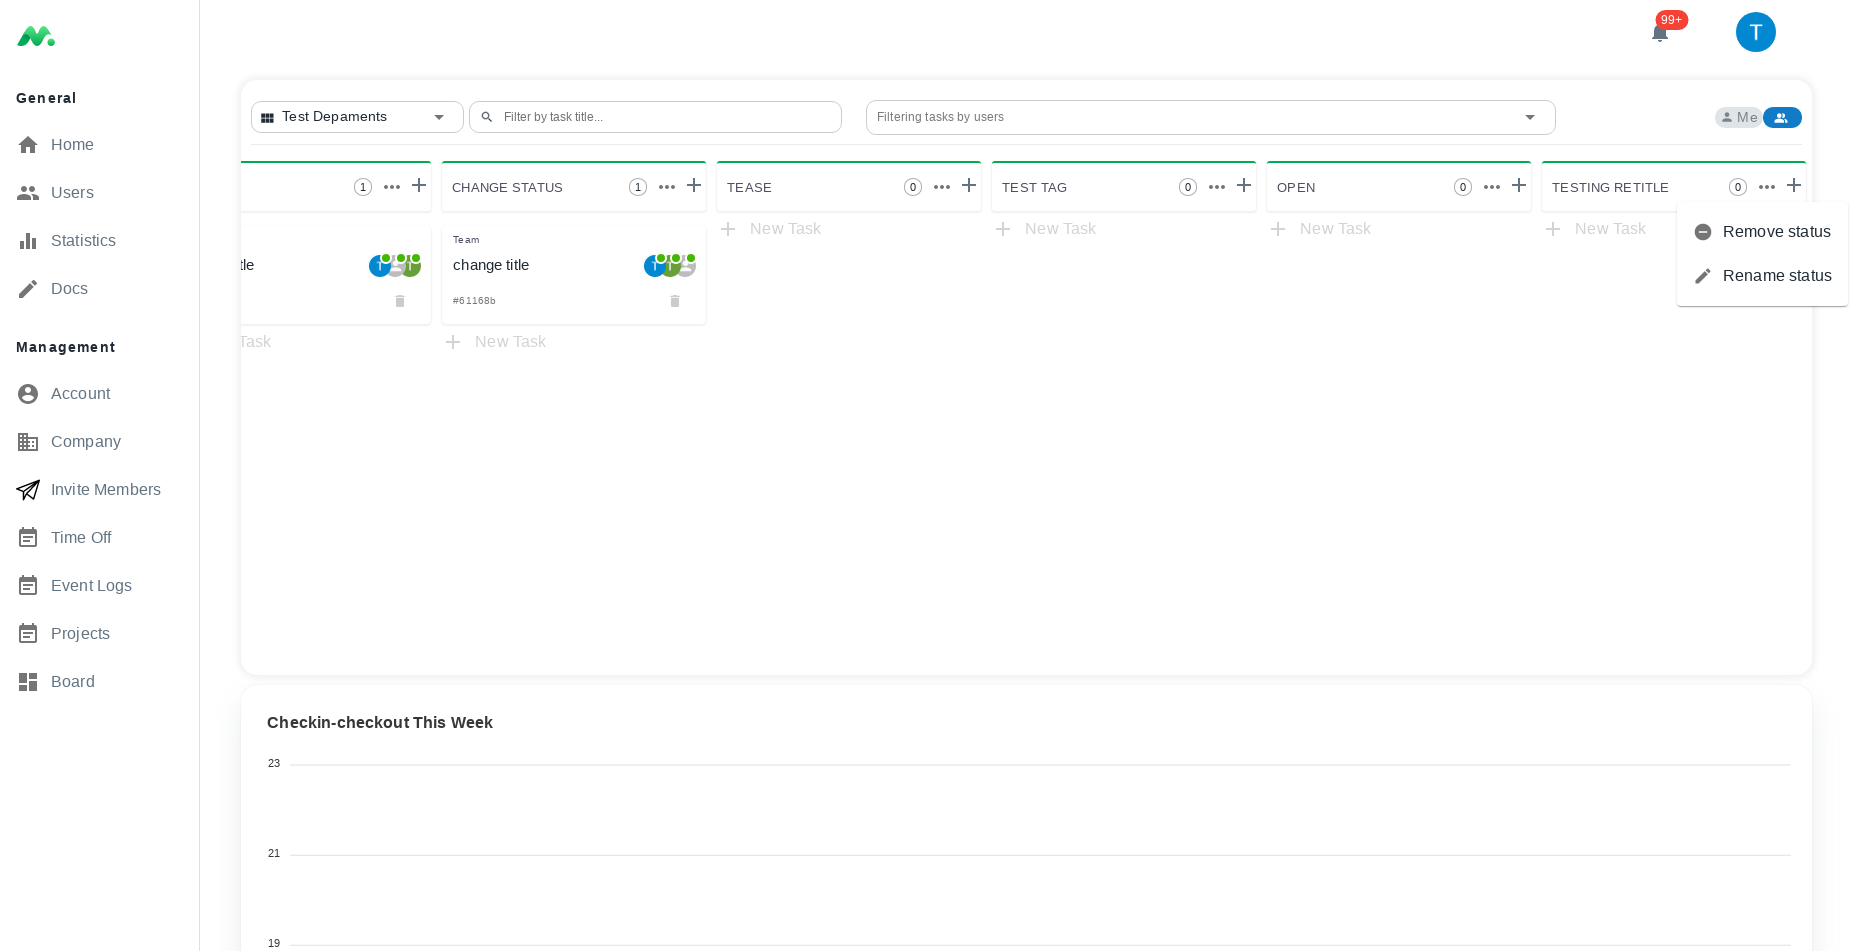 99+
T
General
Home
Users
Statistics
Docs
Management
Account
Company
Invite Members
Time Off
Event Logs
Projects
Board
Test Depaments
Filter by task title...
Filtering tasks by users
Me
1
CHANGE STATUS
1
TEASE
0
TEST TAG
0
OPEN
0
TESTING RETITLE
0
New Task
New Task
New Task
New Task
Remove status
Rename status
Team
tle
change title
#61168b
Task
New Task
Checkin-checkout This Week
23
21
19